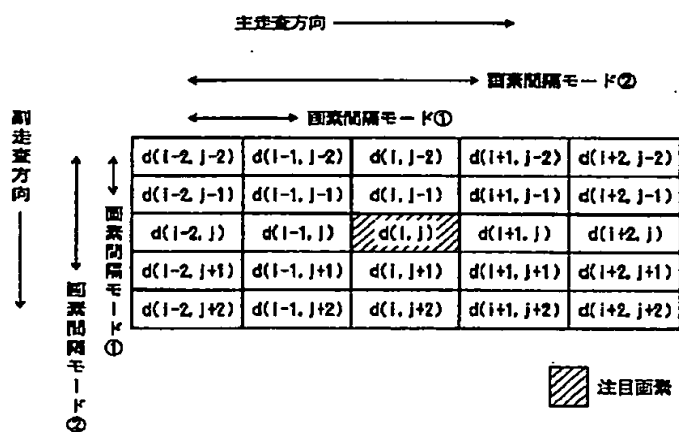 主走査方向
画素間隔モード②
画素間隔モード①
副走査方向
画素間隔モード①
画素間隔モード②
d(i-2, j-2) d(i-1, j-2) d(i, j-2) d(i+1, j-2) d(i+2, j-2)
d(i-2, j-1) d(i-1, j-1) d(i, j-1) d(i+1, j-1) d(i+2, j-1)
d(i-2, j) d(i-1, j) d(i, j) d(i+1, j) d(i+2, j)
d(i-2, j+1) d(i-1, j+1) d(i, j+1) d(i+1, j+1) d(i+2, j+1)
d(i-2, j+2) d(i-1, j+2) d(i, j+2) d(i+1, j+2) d(i+2, j+2)
注目画素